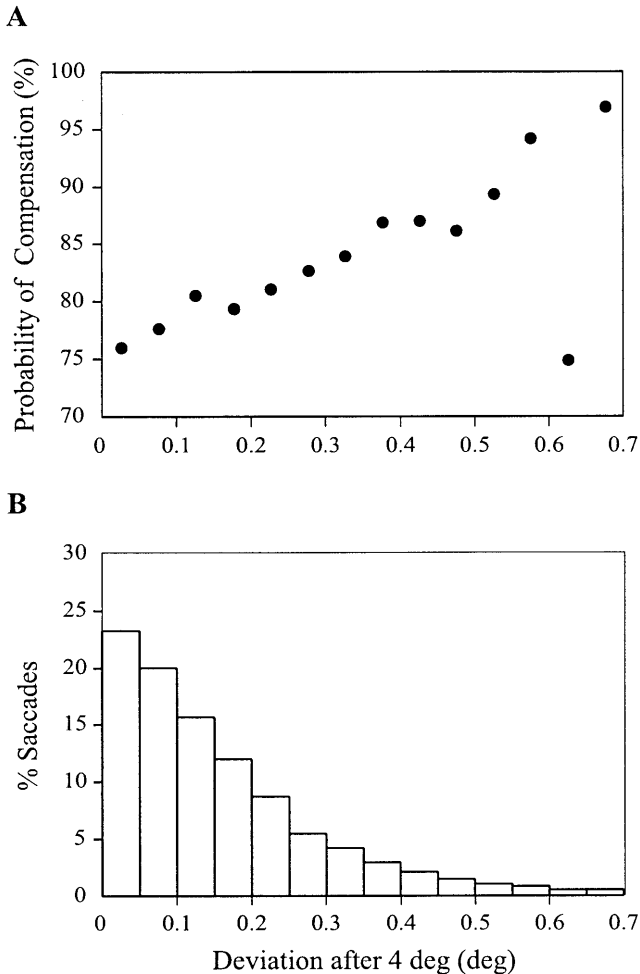 A
Probability of Compensation (%)
100
95
90
85
80
75
70
0 0.1 0.2 0.3 0.4 0.5 0.6 0.7
B
% Saccades
30
25
20
15
10
5
0
0 0.1 0.2 0.3 0.4 0.5 0.6 0.7
Deviation after 4 deg (deg)